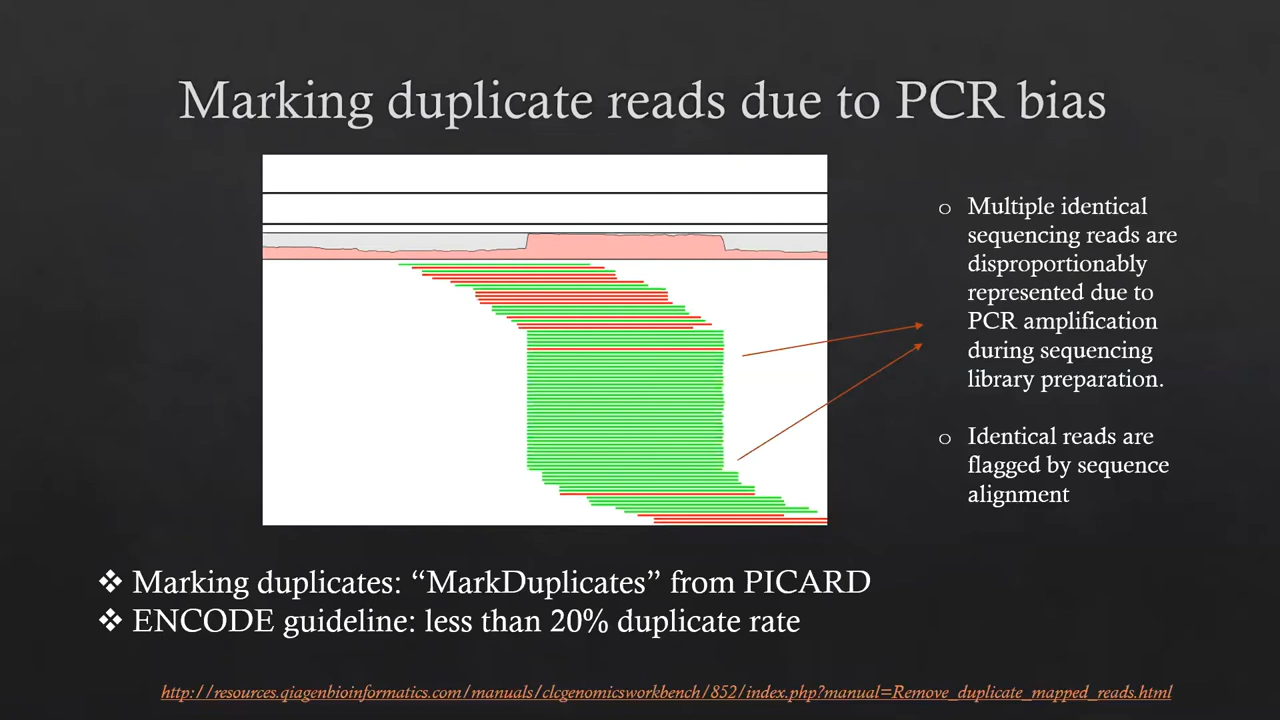 Marking duplicate reads due to PCR bias
o Multiple identical
sequencing reads are
disproportionably
represented due to
PCR amplification
during sequencing
library preparation.
o Identical reads are
flagged by sequence
alignment
❖ Marking duplicates: “MarkDuplicates” from PICARD
❖ ENCODE guideline: less than 20% duplicate rate
http://resources.qiagenbioinformatics.com/manuals/clcgenomicsworkbench/852/index.php?manual=Remove_duplicate_mapped_reads.html